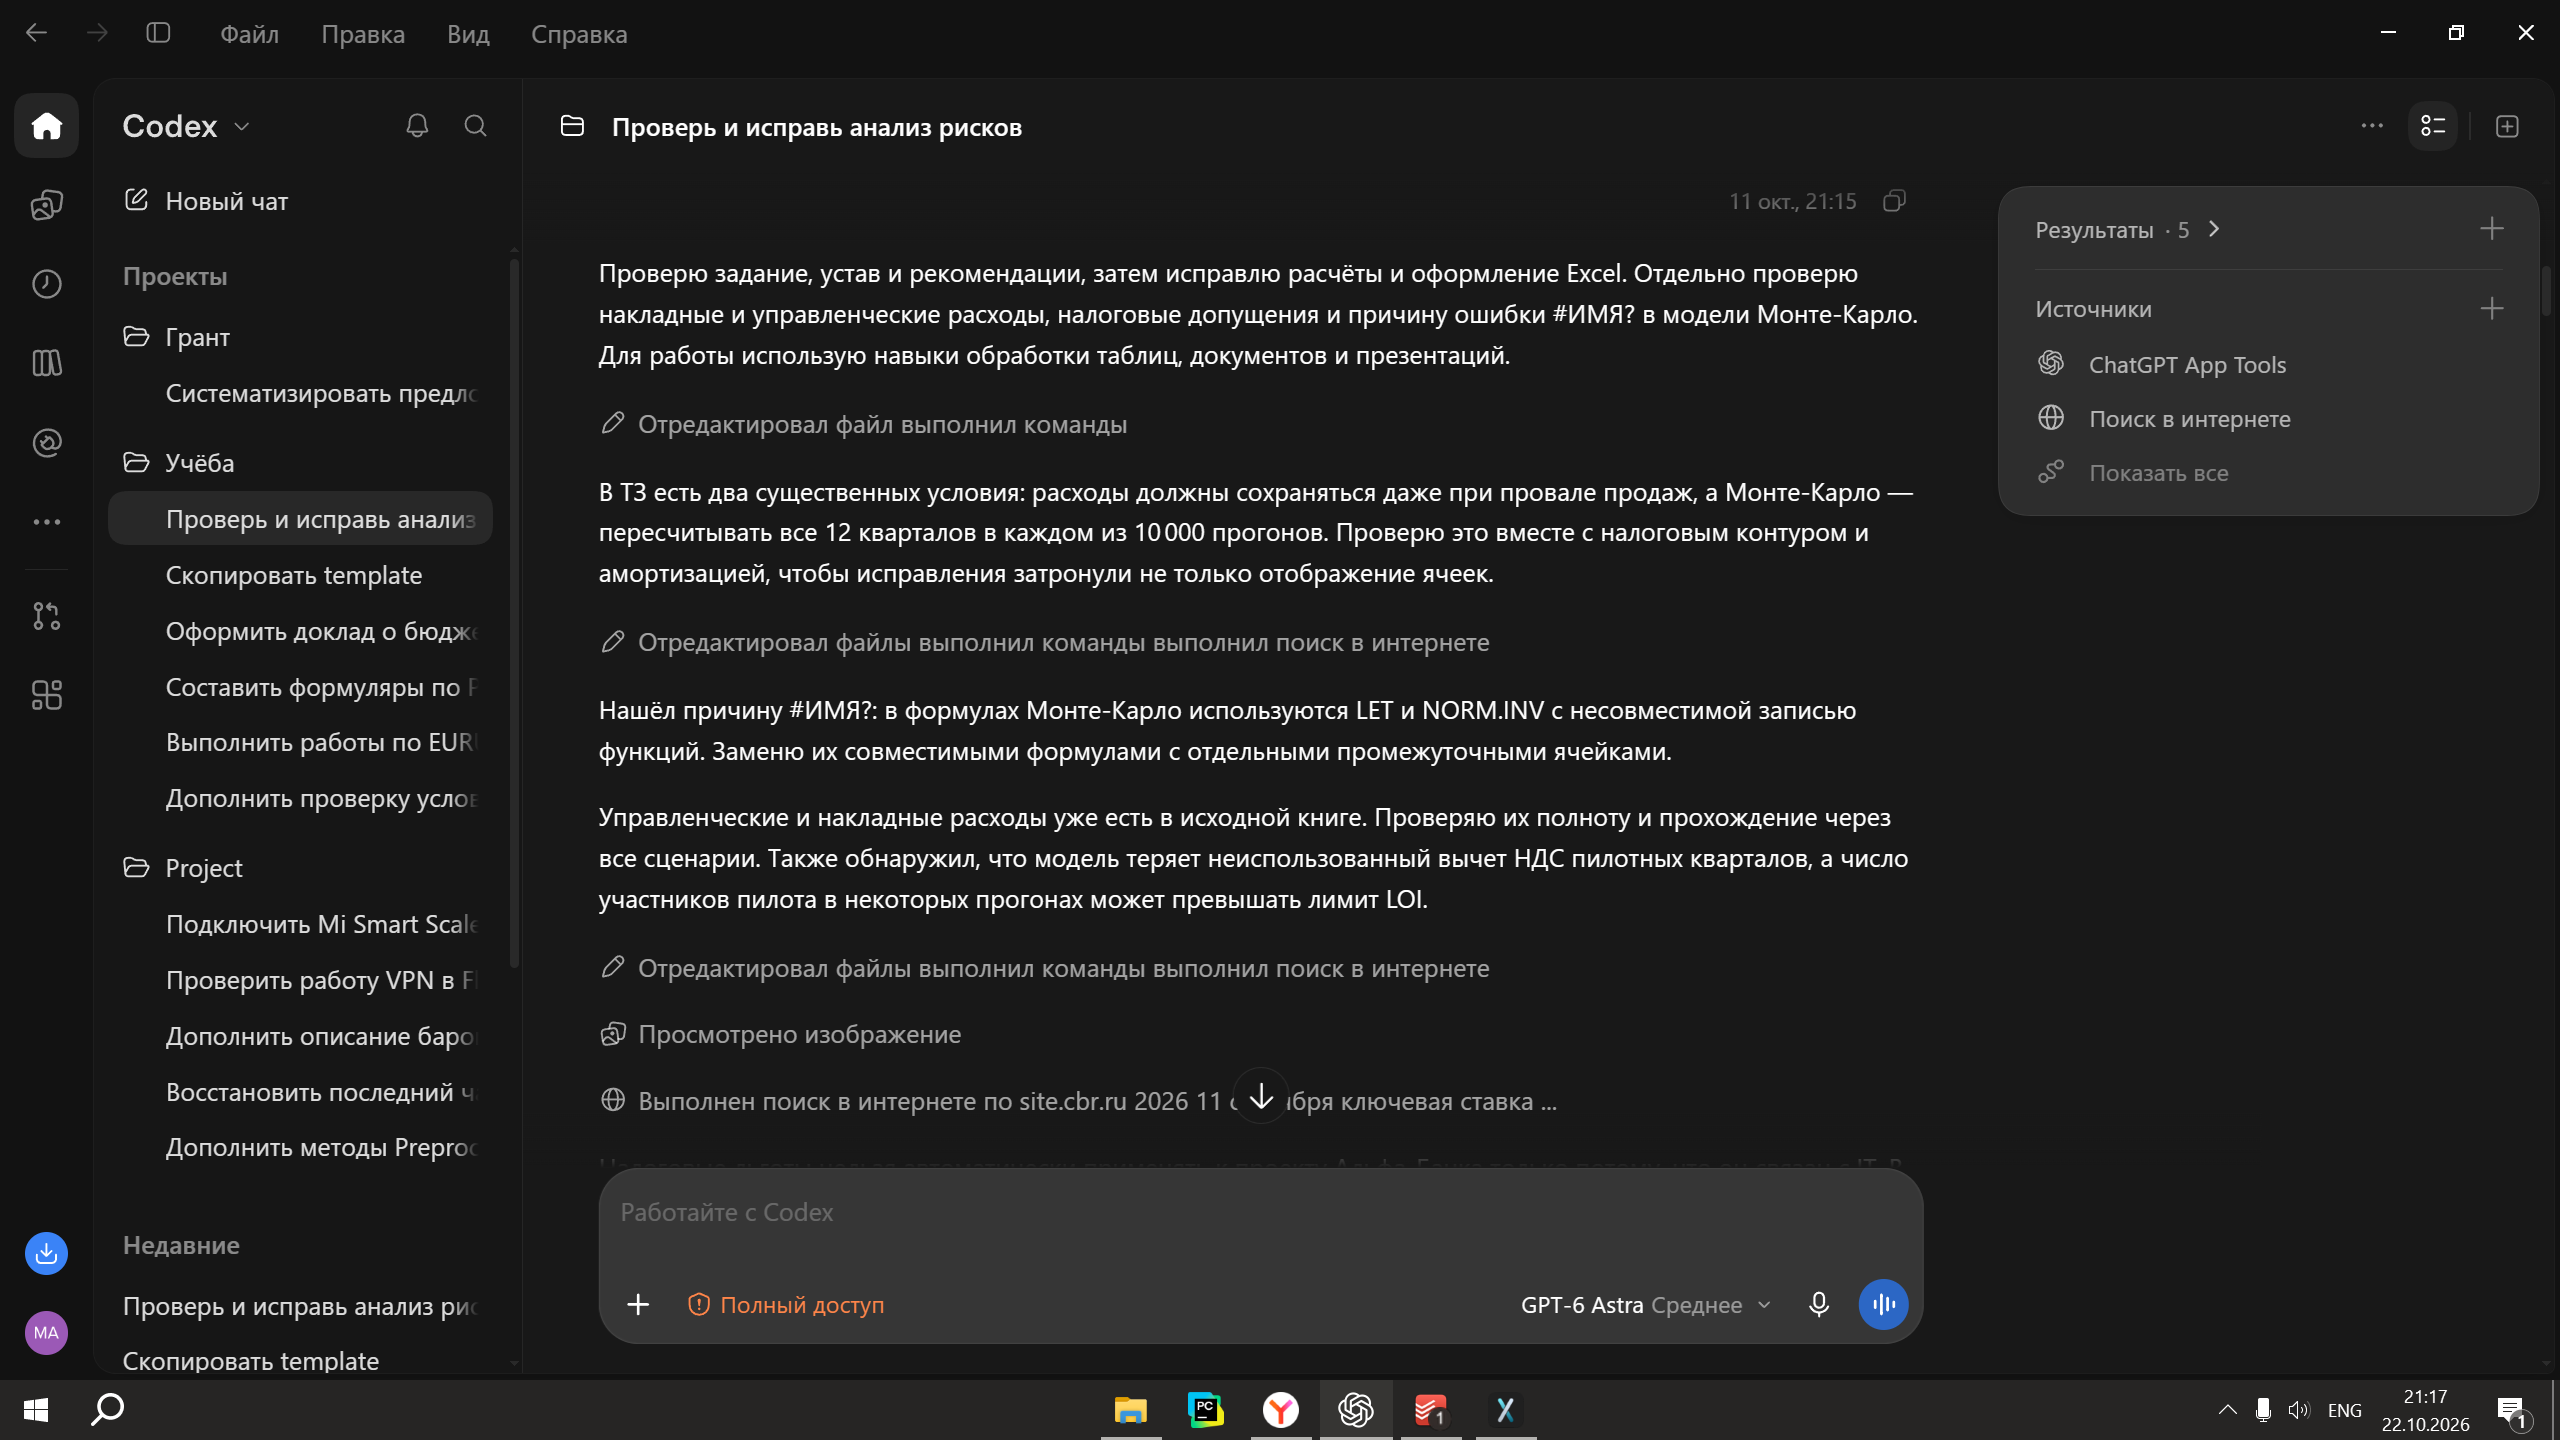 Файл Правка Вид Справка
Codex
Новый чат
Проекты
Грант
Систематизировать предло
Учёба
Проверь и исправь анализ
Скопировать template
Оформить доклад о бюдже
Составить формуляры по
Выполнить работы по EUR
Дополнить проверку услов
Project
Подключить Mi Smart Scale
Проверить работу VPN в
Дополнить описание баро
Восстановить последний ч
Дополнить методы Preproc
Недавние
Проверь и исправь анализ рис
Скопировать template
MA
Проверь и исправь анализ рисков
11 окт., 21:15
Проверю задание, устав и рекомендации, затем исправлю расчёты и оформление Excel. Отдельно проверю
накладные и управленческие расходы, налоговые допущения и причину ошибки #ИМЯ? в модели Монте-Карло.
Для работы использую навыки обработки таблиц, документов и презентаций.
Отредактировал файл выполнил команды
В ТЗ есть два существенных условия: расходы должны сохраняться даже при провале продаж, а Монте-Карло —
пересчитывать все 12 кварталов в каждом из 10 000 прогонов. Проверю это вместе с налоговым контуром и
амортизацией, чтобы исправления затронули не только отображение ячеек.
Отредактировал файлы выполнил команды выполнил поиск в интернете
Нашёл причину #ИМЯ?: в формулах Монте-Карло используются LET и NORM.INV с несовместимой записью
функций. Заменю их совместимыми формулами с отдельными промежуточными ячейками.
Управленческие и накладные расходы уже есть в исходной книге. Проверяю их полноту и прохождение через
все сценарии. Также обнаружил, что модель теряет неиспользованный вычет НДС пилотных кварталов, а число
участников пилота в некоторых прогонах может превышать лимит LOI.
Отредактировал файлы выполнил команды выполнил поиск в интернете
Просмотрено изображение
Выполнен поиск в интернете по site.cbr.ru 2026 11 бря ключевая ставка ...
Работайте с Codex
Полный доступ
GPT-6 Astra Среднее
Результаты · 5
Источники
ChatGPT App Tools
Поиск в интернете
Показать все
PC
1
ENG
21:17
22.10.2026
1